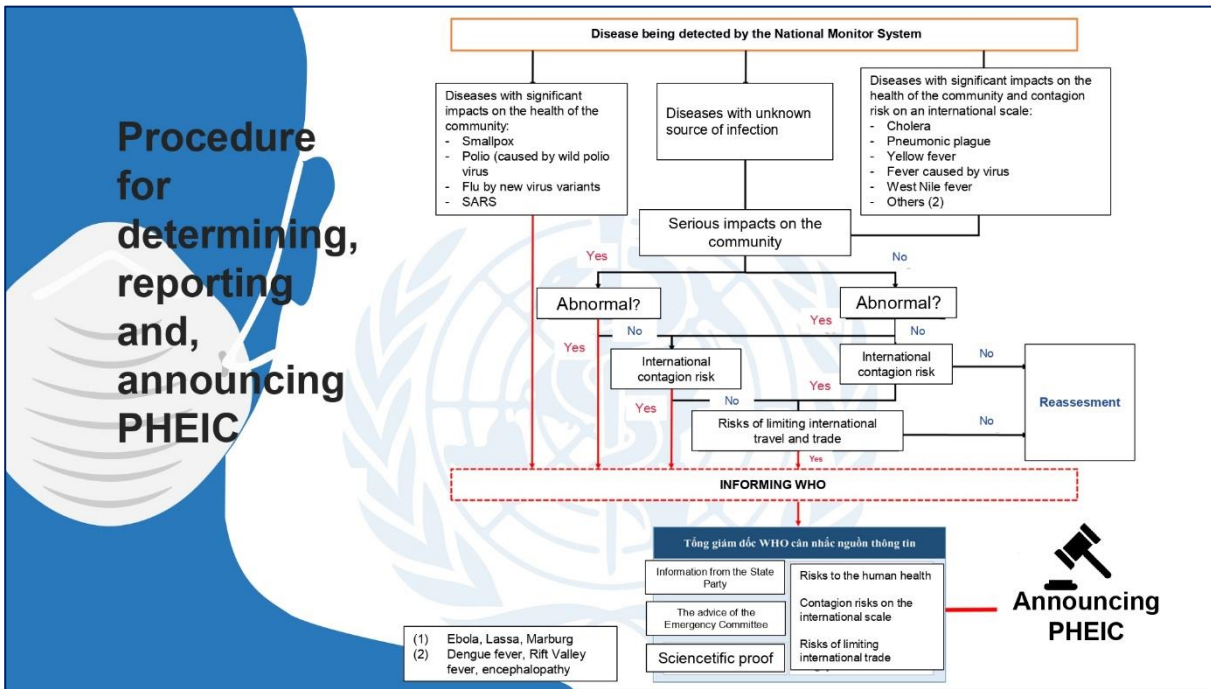 Procedure
for
determining,
reporting
and,
announcing
PHEIC
Disease being detected by the National Monitor System
Diseases with significant
impacts on the health of the
community:
- Smallpox
- Polio (caused by wild polio
virus
- Flu by new virus variants
- SARS
Diseases with unknown
source of infection
Diseases with significant impacts on the
health of the community and contagion
risk on an international scale:
- Cholera
- Pneumonic plague
- Yellow fever
- Fever caused by virus
- West Nile fever
- Others (2)
Serious impacts on the
community
Yes
No
Abnormal?
Abnormal?
Yes
No
No
Yes
International
contagion risk
International
contagion risk
No
Yes
Yes
No
Reassesment
Risks of limiting international
travel and trade
No
Yes
INFORMING WHO
Tổng giám đốc WHO cân nhắc nguồn thông tin
Information from the State
Party
The advice of the
Emergency Committee
Sciencetific proof
Risks to the human health
Contagion risks on the
international scale
Risks of limiting
international trade
Announcing
PHEIC
(1) Ebola, Lassa, Marburg
(2) Dengue fever, Rift Valley
fever, encephalopathy